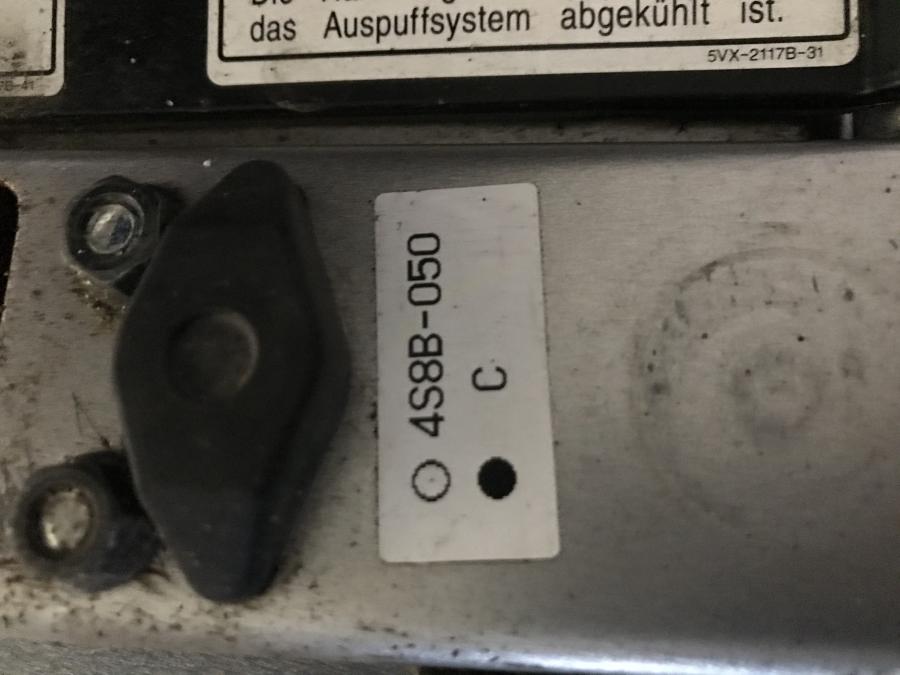 das Auspuffsystem abgekühlt ist.
5VX-2117B-31
4S8B-050
C